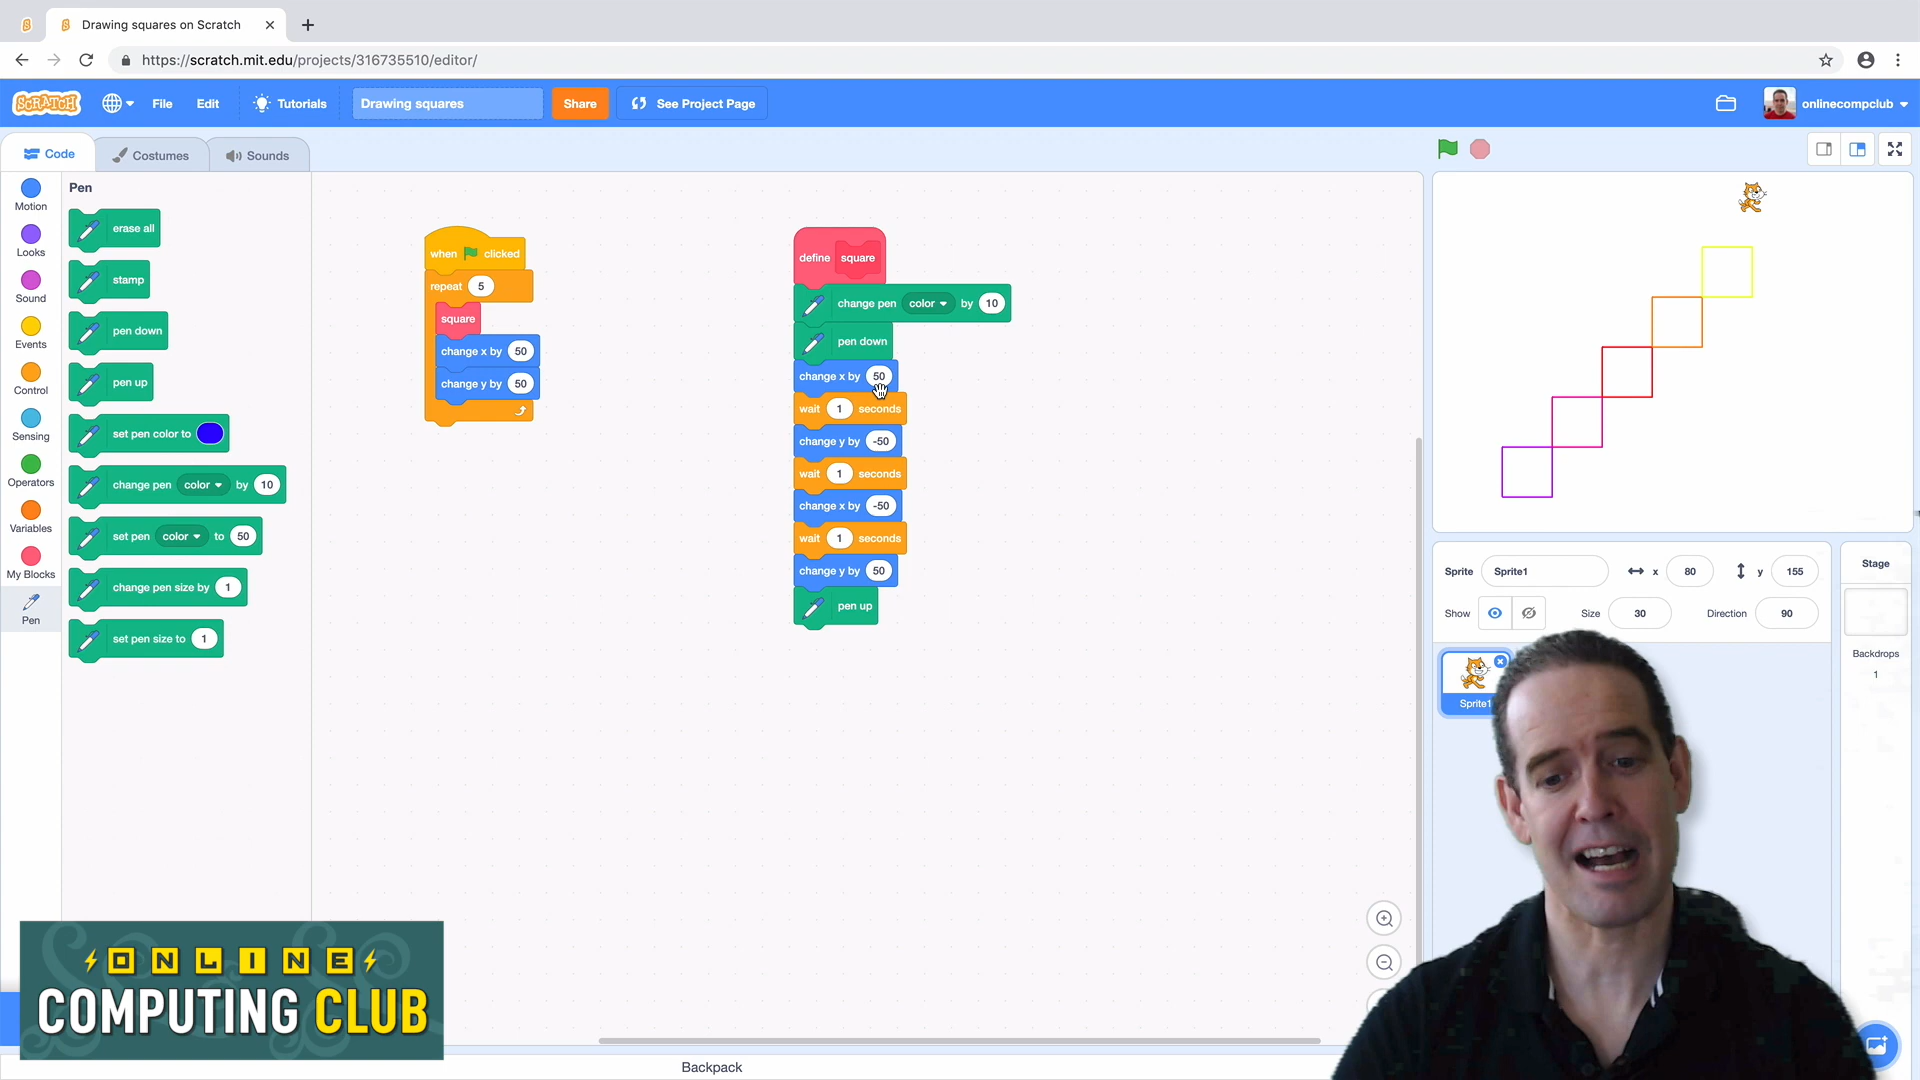 Drawing squares on Scratch
https://scratch.mit.edu/projects/316735510/editor/
SCRATCH
File
Edit
Tutorials
Drawing squares
Share
See Project Page
onlinecompclub
Code
Costumes
Sounds
Motion
Looks
Sound
Events
Control
Sensing
Operators
Variables
My Blocks
Pen
Pen
erase all
stamp
pen down
pen up
set pen color to
change pen color by 10
set pen color to 50
change pen size by 1
set pen size to 1
when clicked
repeat 5
square
change x by 50
change y by 50
define square
change pen color by 10
pen down
change x by 50
wait 1 seconds
change y by -50
wait 1 seconds
change x by -50
wait 1 seconds
change y by 50
pen up
Sprite Sprite1 x 80 y 155
Show Size 30 Direction 90
Sprite1
Stage
Backdrops
1
ONLINE
COMPUTING CLUB
Backpack